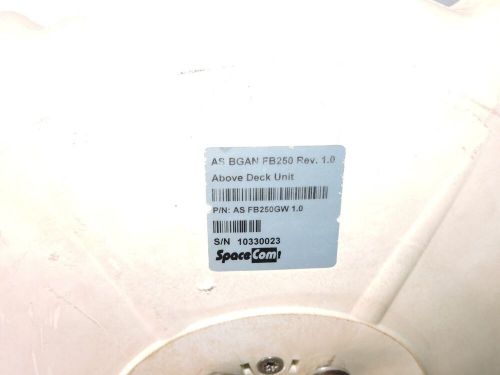 AS BGAN FB250 Rev. 1.0
Above Deck Unit
P/N: AS FB250GW 1.0
S/N 10330023
SpaceCom!